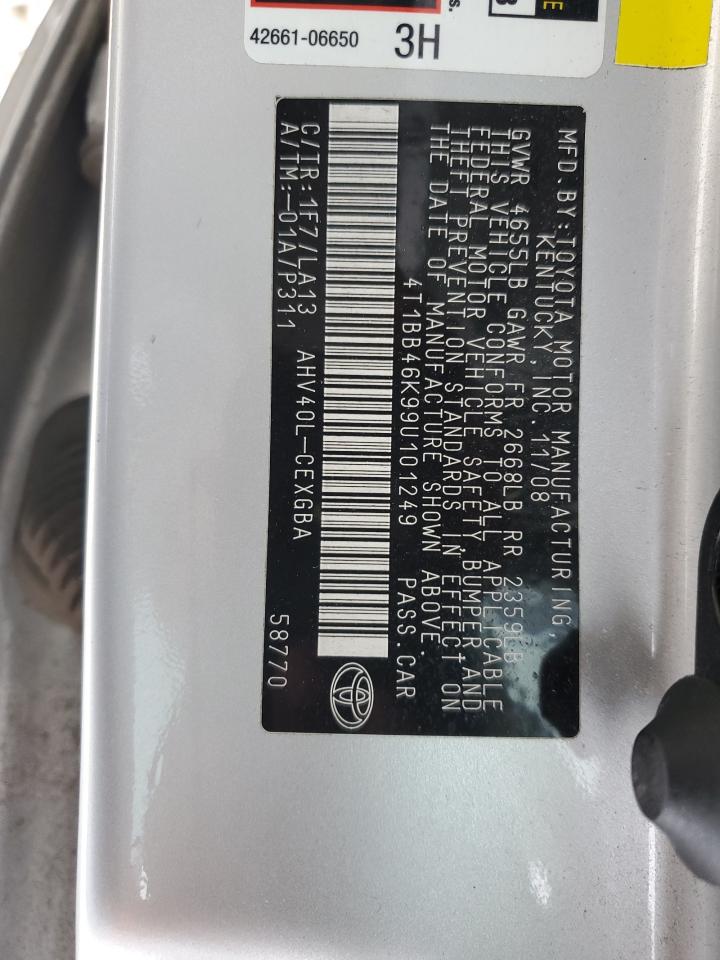 42661-06650 3H
MFD.BY:TOYOTA MOTOR MANUFACTURING,
KENTUCKY,INC.11/08
GVWR 4655LB GAWR FR 2668LB RR 2359LB
THIS VEHICLE CONFORMS TO ALL APPLICABLE
FEDERAL MOTOR VEHICLE SAFETY,BUMPER AND
THEFT PREVENTION STANDARDS IN EFFECT ON
THE DATE OF MANUFACTURE SHOWN ABOVE.
4T1BB46K99U101249 PASS.CAR
C/TR:1F7/LA13 AHV40L-CEXGBA
A/TM:-01A/P311 58770